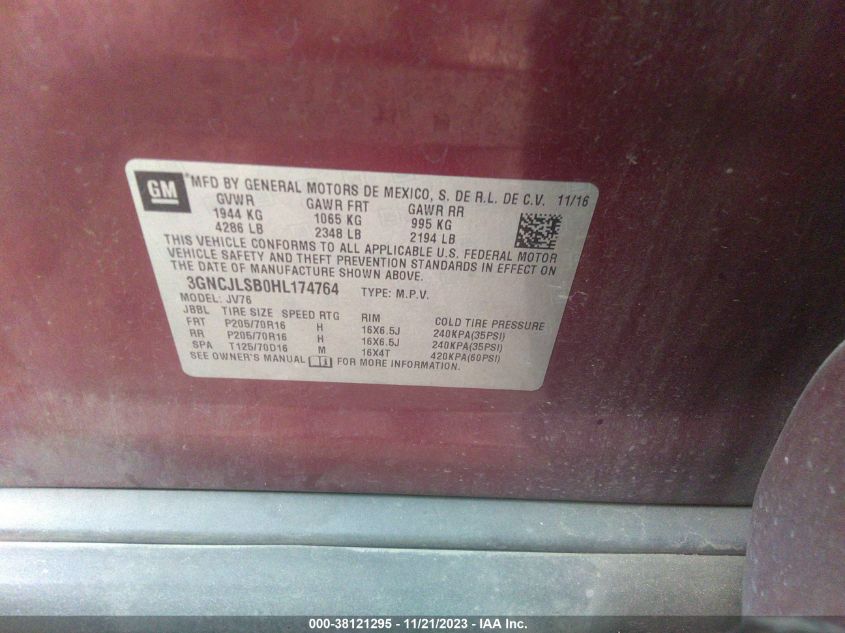 GM ®MFD BY GENERAL MOTORS DE MEXICO, S. DE R.L. DE C.V. 11/16
GVWR GAWR FRT GAWR RR
1944 KG 1065 KG 995 KG
4286 LB 2348 LB 2194 LB
THIS VEHICLE CONFORMS TO ALL APPLICABLE U.S. FEDERAL MOTOR
VEHICLE SAFETY AND THEFT PREVENTION STANDARDS IN EFFECT ON
THE DATE OF MANUFACTURE SHOWN ABOVE.
3GNCJLSB0HL174764 TYPE: M.P.V.
MODEL: JV76
JBBL TIRE SIZE SPEED RTG RIM COLD TIRE PRESSURE
FRT P205/70R16 H 16X6.5J 240KPA(35PSI)
RR P205/70R16 H 16X6.5J 240KPA(35PSI)
SPA T125/70D16 M 16X4T 420KPA(60PSI)
SEE OWNER'S MANUAL FOR MORE INFORMATION.
000-38121295 - 11/21/2023 - IAA Inc.